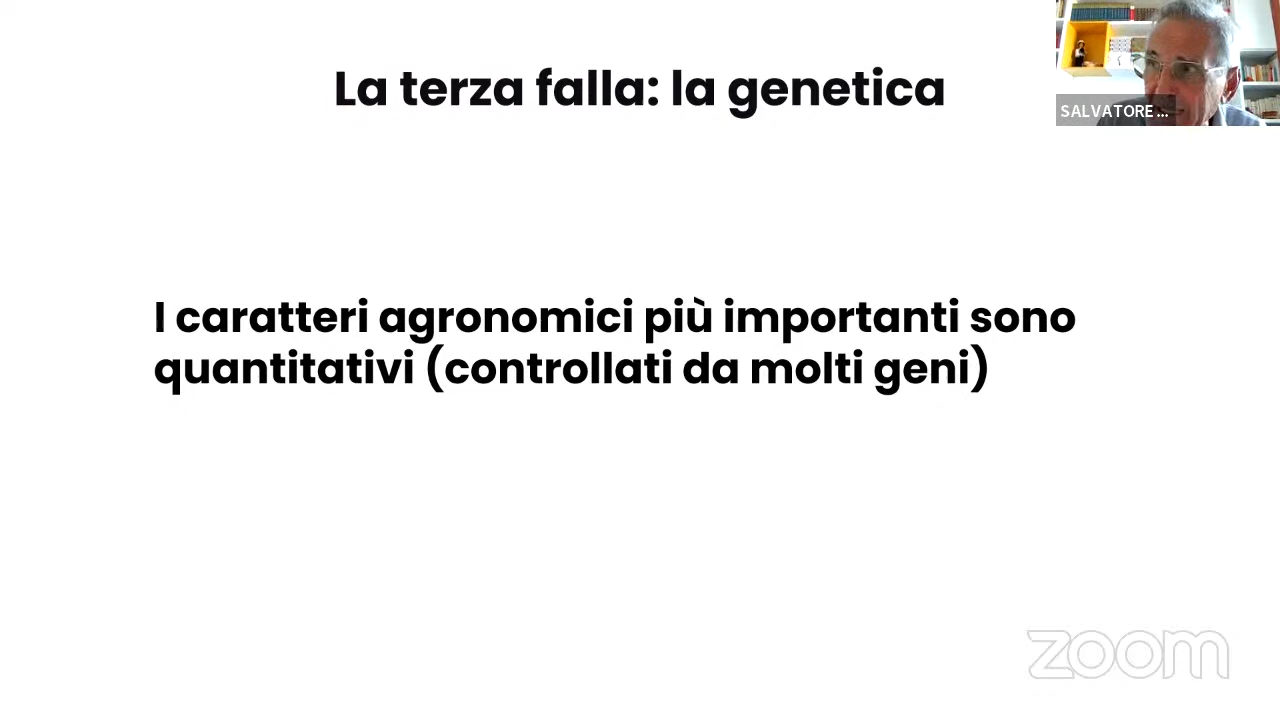 La terza falla: la genetica
SALVATORE...
I caratteri agronomici più importanti sono
quantitativi (controllati da molti geni)
zoom